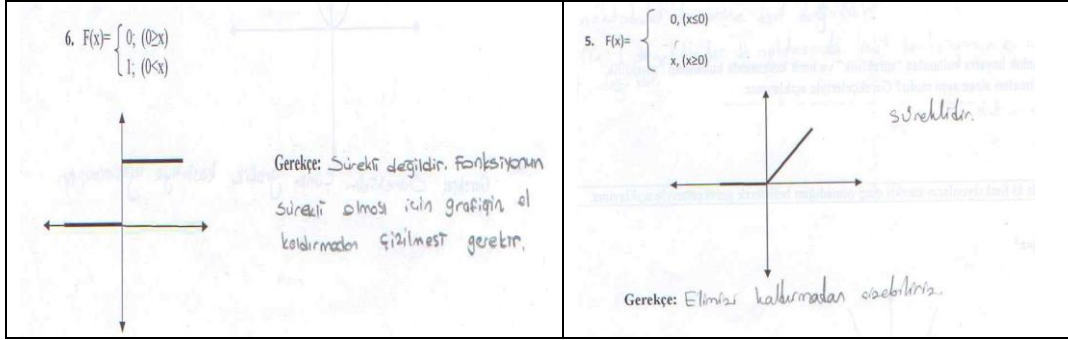 6. F(x)= { 0; (0≥x)
1; (0<x)
Gerekçe: Sürekli değildir. Fonksiyonun
sürekli olması için grafiğin el
kaldırmadan çizilmesi gerekir.
5. F(x)= { 0, (x≤0)
x, (x≥0)
süreklidir.
Gerekçe: Elimizi kaldırmadan çizebiliriz.